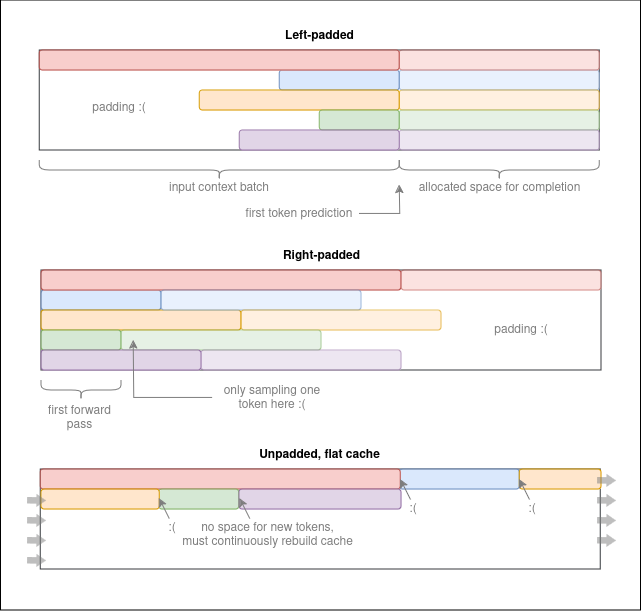 Left-padded
padding :(
input context batch
allocated space for completion
first token prediction
Right-padded
padding :(
only sampling one
token here :(
first forward
pass
Unpadded, flat cache
:(
:(
:(
no space for new tokens,
must continuously rebuild cache